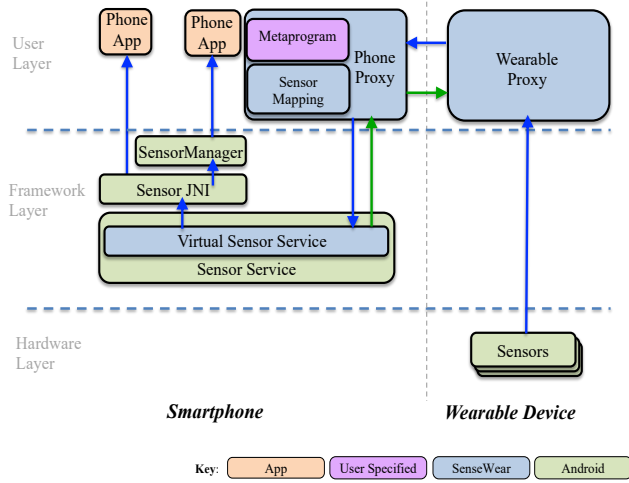 User
Layer
Phone
App
Phone
App
Metaprogram
Sensor
Mapping
Phone
Proxy
Wearable
Proxy
SensorManager
Framework
Layer
Sensor JNI
Virtual Sensor Service
Sensor Service
Hardware
Layer
Sensors
Smartphone
Wearable Device
Key:
App
User Specified
SenseWear
Android